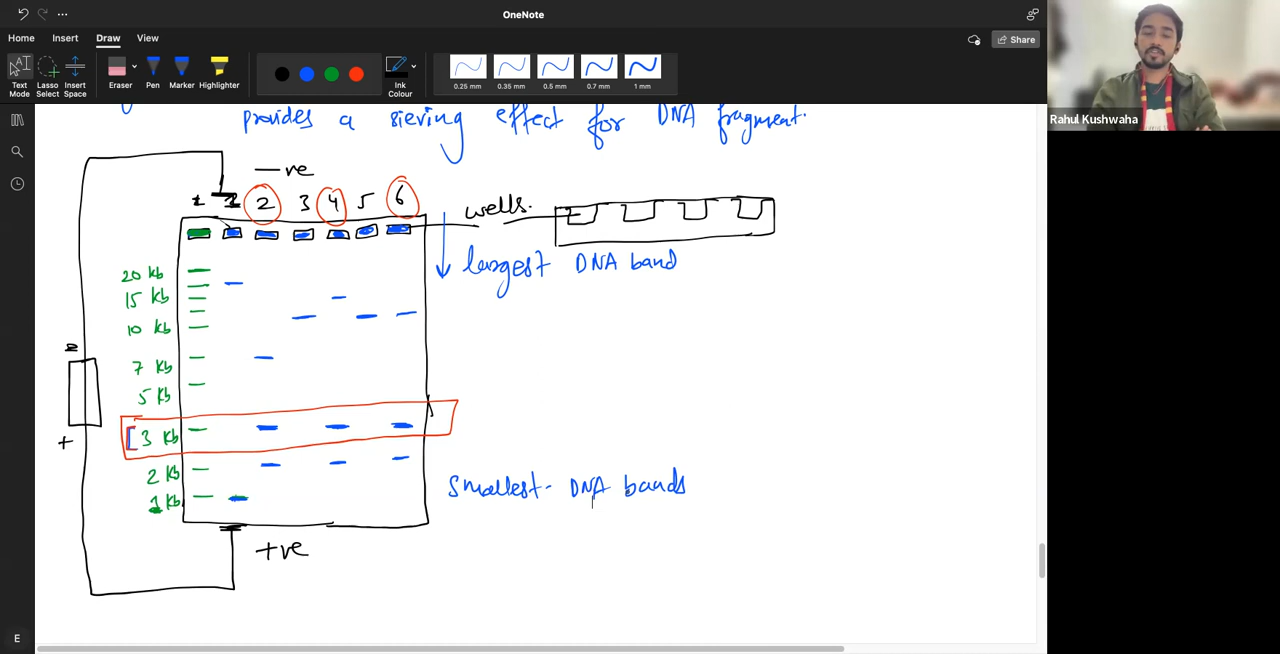 OneNote
Home Insert Draw View
Share
Text Mode
Lasso Select
Insert Space
Eraser
Pen
Marker
Highlighter
Ink Colour
0.25 mm
0.35 mm
0.5 mm
0.7 mm
1 mm
Rahul Kushwaha
provides a sieving effect for DNA fragment.
-ve
2 3 4 5 6
wells.
largest DNA band
20 kb
15 kb
10 kb
7 kb
5 kb
3 kb
2 kb
1 kb
+
Smallest- DNA bands
+ve
E